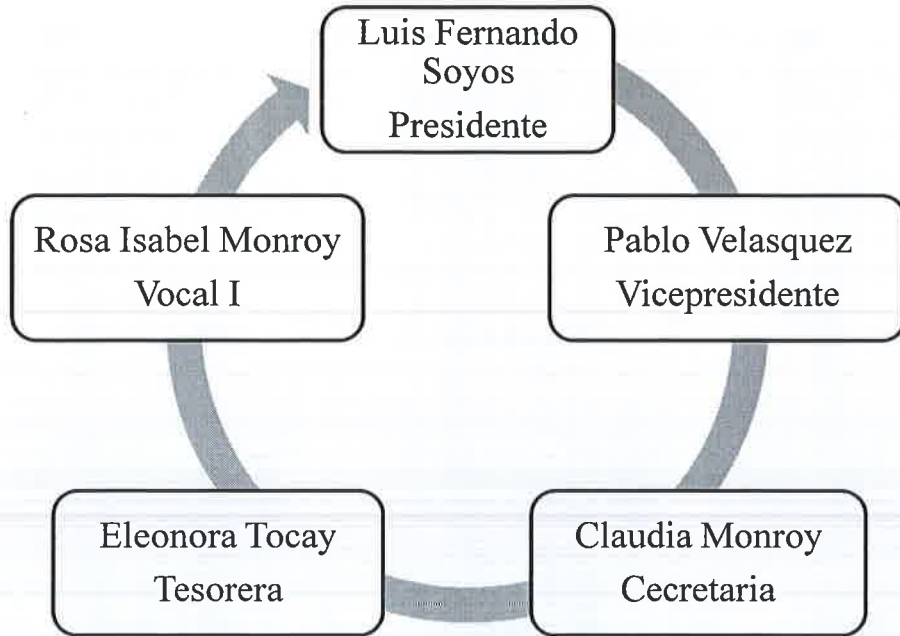 Luis Fernando
Soyos
Presidente
Pablo Velasquez
Vicepresidente
Claudia Monroy
Cecretaria
Eleonora Tocay
Tesorera
Rosa Isabel Monroy
Vocal I